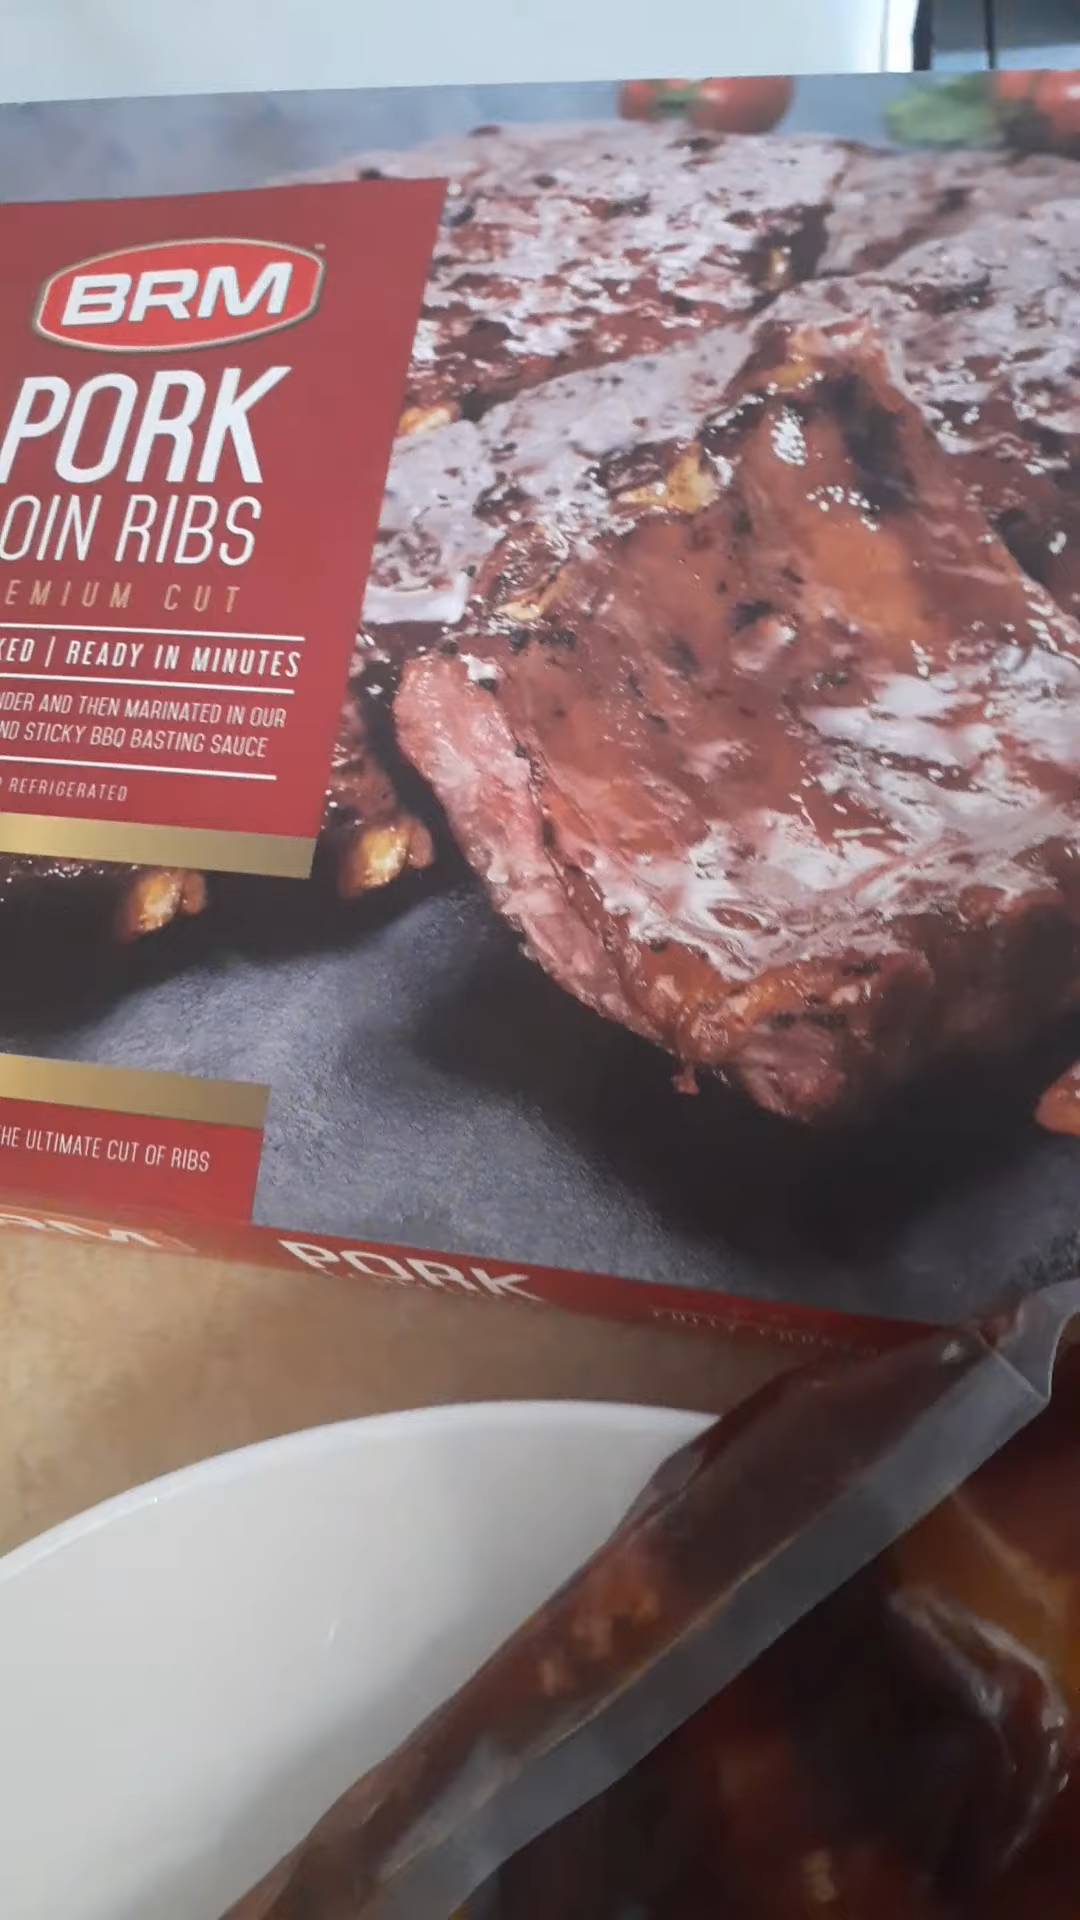 BRM
PORK
OIN RIBS
EMIUM CUT
KED | READY IN MINUTES
NDER AND THEN MARINATED IN OUR
ND STICKY BBQ BASTING SAUCE
REFRIGERATED
HE ULTIMATE CUT OF RIBS
PORK